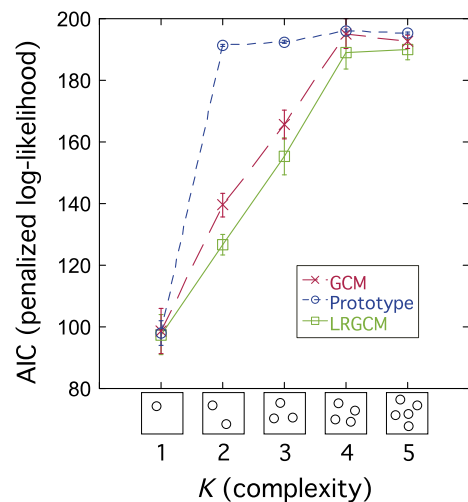 200
180
160
140
120
100
80
AIC (penalized log-likelihood)
GCM
Prototype
LRGCM
1 2 3 4 5
K (complexity)